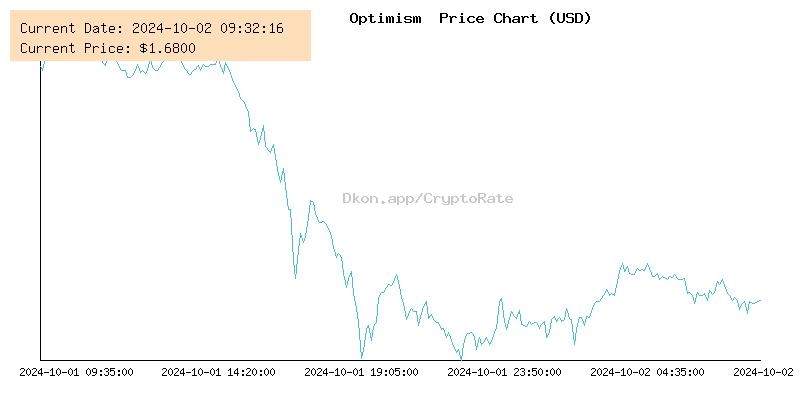 Optimism  Price Chart (USD)
Current Date: 2024-10-02 09:32:16
Current Price: $1.6800
Dkon.app/CryptoRate
2024-10-01 09:35:00 2024-10-01 14:20:00 2024-10-01 19:05:00 2024-10-01 23:50:00 2024-10-02 04:35:00 2024-10-02